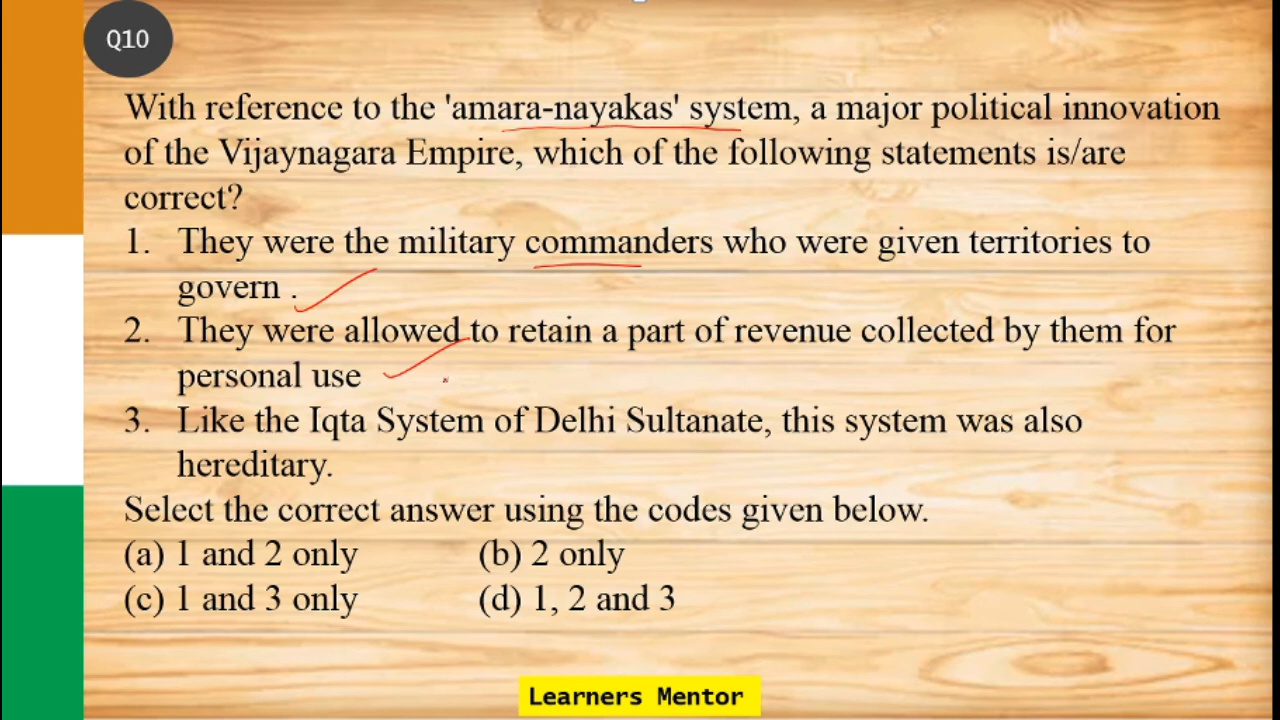 Q10
With reference to the 'amara-nayakas' system, a major political innovation
of the Vijaynagara Empire, which of the following statements is/are
correct?
1. They were the military commanders who were given territories to
govern .
2. They were allowed to retain a part of revenue collected by them for
personal use
3. Like the Iqta System of Delhi Sultanate, this system was also
hereditary.
Select the correct answer using the codes given below.
(a) 1 and 2 only (b) 2 only
(c) 1 and 3 only (d) 1, 2 and 3
Learners Mentor